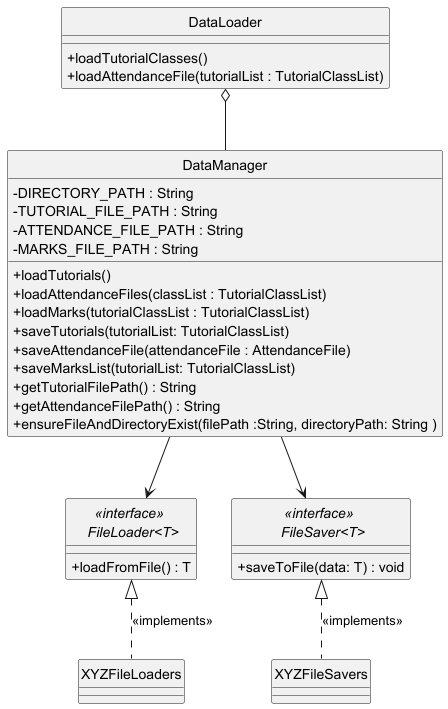 DataLoader
+loadTutorialClasses()
+loadAttendanceFile(tutorialList : TutorialClassList)
DataManager
-DIRECTORY_PATH : String
-TUTORIAL_FILE_PATH : String
-ATTENDANCE_FILE_PATH : String
-MARKS_FILE_PATH : String
+loadTutorials()
+loadAttendanceFiles(classList : TutorialClassList)
+loadMarks(tutorialClassList : TutorialClassList)
+saveTutorials(tutorialList: TutorialClassList)
+saveAttendanceFile(attendanceFile : AttendanceFile)
+saveMarksList(tutorialList: TutorialClassList)
+getTutorialFilePath() : String
+getAttendanceFilePath() : String
+ensureFileAndDirectoryExist(filePath :String, directoryPath: String )
«interface»
FileLoader<T>
+loadFromFile() : T
«interface»
FileSaver<T>
+saveToFile(data: T) : void
«implements»
«implements»
XYZFileLoaders
XYZFileSavers